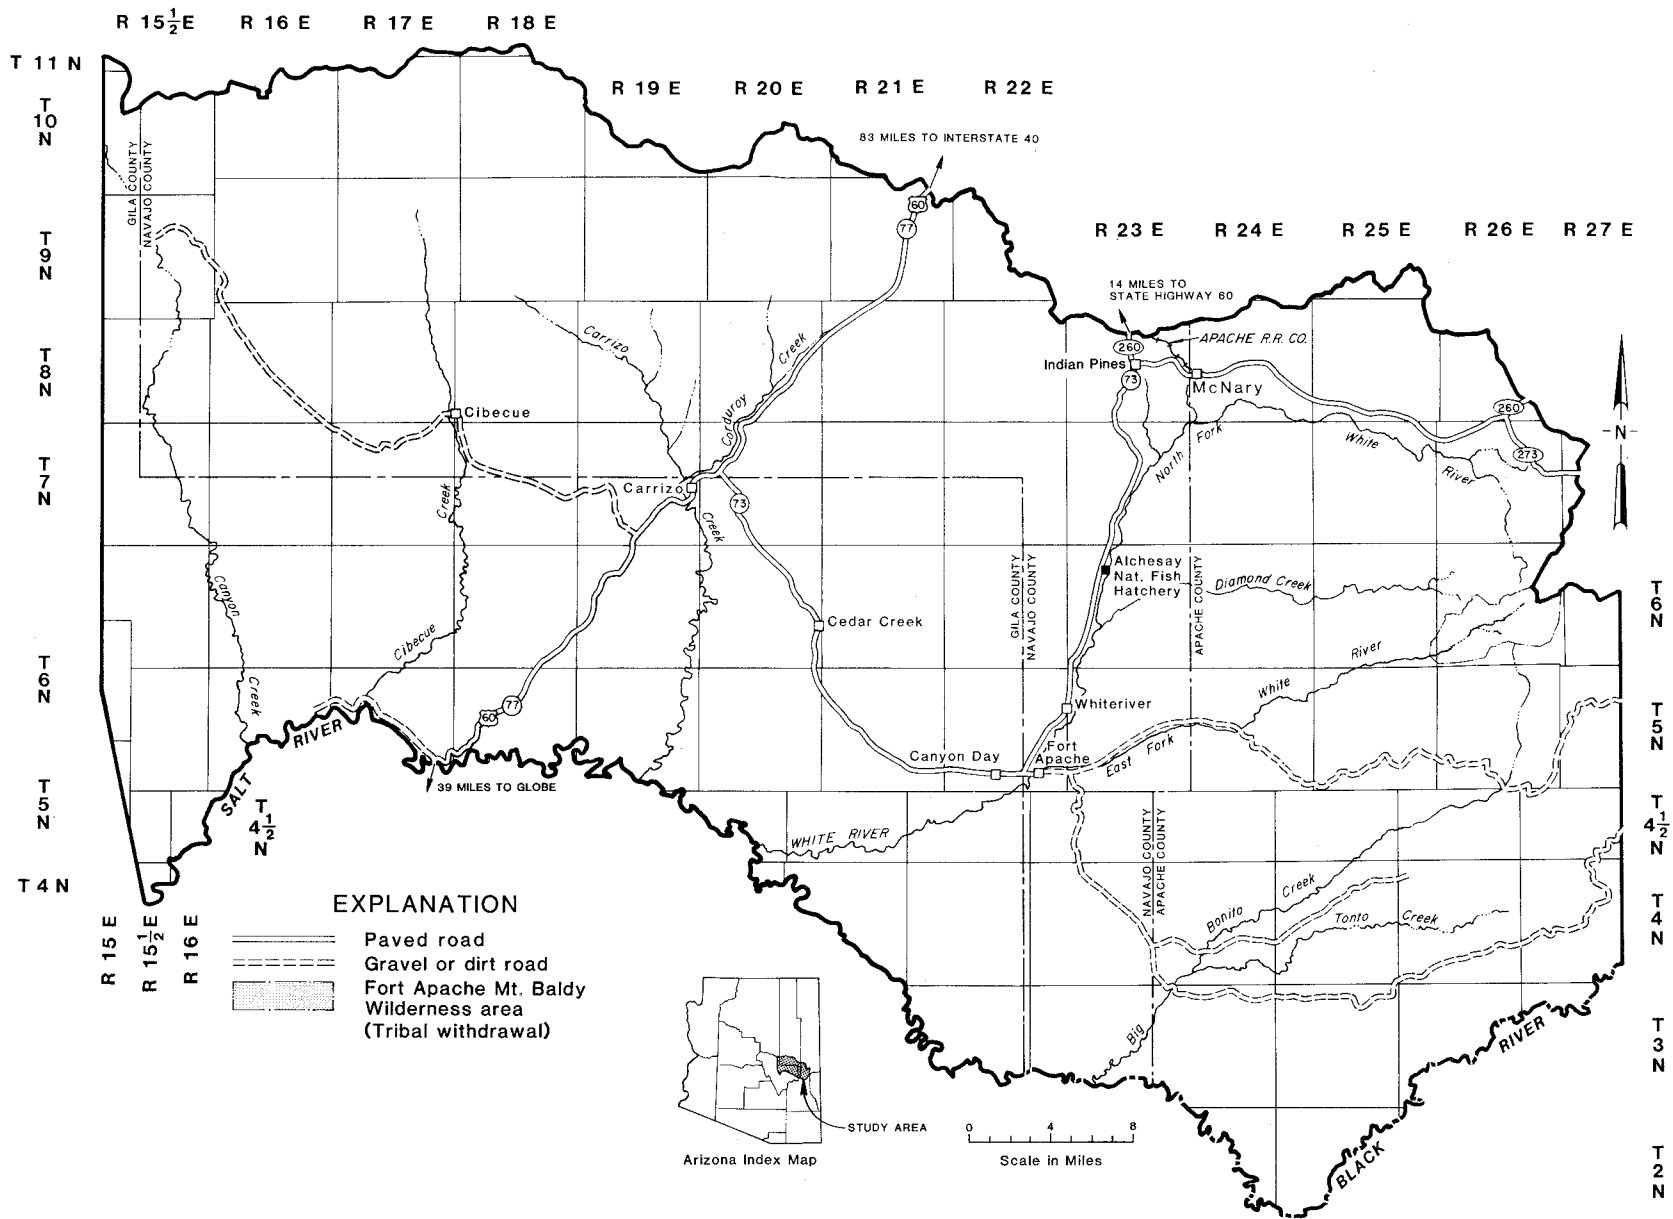 R 15½E R 16 E R 17 E R 18 E
T 11 N
T
10
N
R 19 E R 20 E R 21 E R 22 E
83 MILES TO INTERSTATE 40
GILA COUNTY
NAVAJO COUNTY
60
77
T
9
N
R 23 E R 24 E R 25 E R 26 E R 27 E
14 MILES TO
STATE HIGHWAY 60
APACHE R.R. CO.
260
Indian Pines
73
McNary
Carrizo
Creek
Corduroy
T
8
N
260
273
N
Cibecue
North
Fork
White
River
T
7
N
Carrizo
73
Creek
Creek
Alchesay
Nat. Fish
Hatchery
GILA COUNTY
NAVAJO COUNTY
APACHE COUNTY
Diamond Creek
T
6
N
Canyon
Creek
Cibecue
Cedar Creek
White
River
T
6
N
77
60
Whiteriver
T
5
N
RIVER
SALT
Canyon Day
Fort
Apache
East
Fork
39 MILES TO GLOBE
T
5
N
T
4½
N
WHITE RIVER
NAVAJO COUNTY
APACHE COUNTY
T
4½
N
T 4 N
Bonito
Creek
Tonto
Creek
T
4
N
R 15 E
R 15½E
R 16 E
EXPLANATION
Paved road
Gravel or dirt road
Fort Apache Mt. Baldy
Wilderness area
(Tribal withdrawal)
Big
RIVER
T
3
N
STUDY AREA
Arizona Index Map
0 4 8
Scale in Miles
BLACK
T
2
N